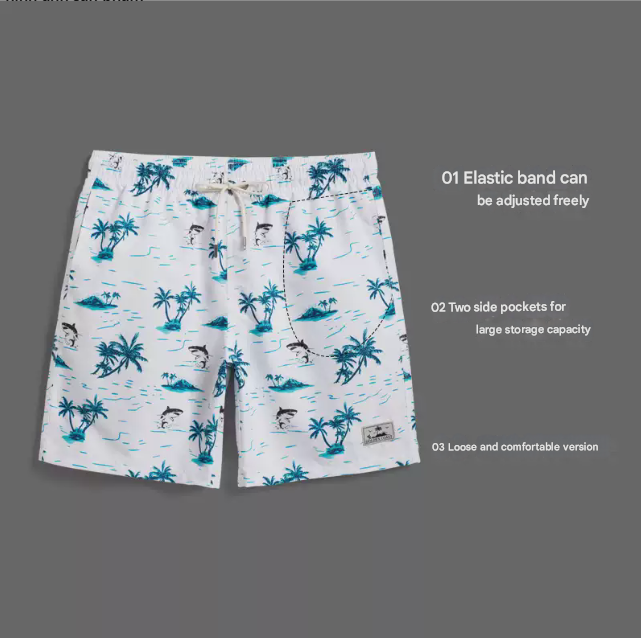 01 Elastic band can
be adjusted freely
02 Two side pockets for
large storage capacity
03 Loose and comfortable version